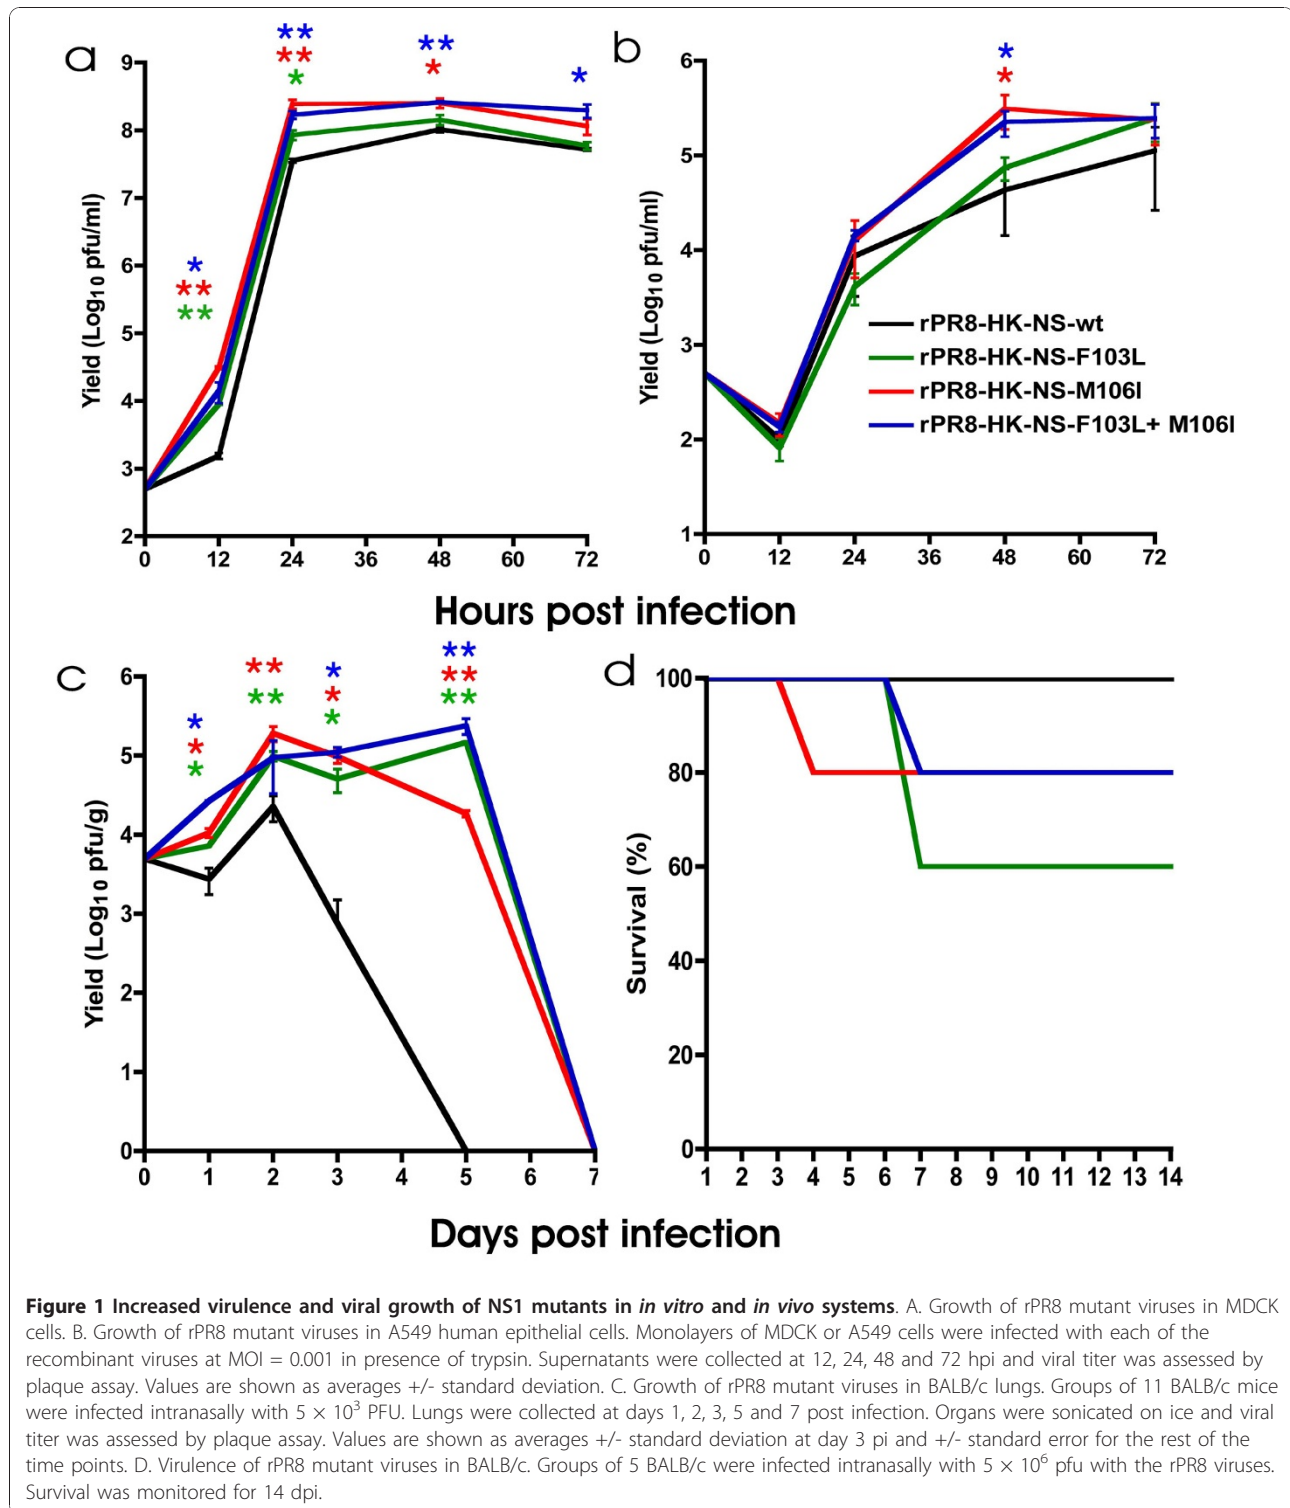 a
** ** *
** *
*
9
8
7
6
5
4
3
2
Yield (Log10 pfu/ml)
*
**
**
0 12 24 36 48 60 72
b
*
*
6
5
4
3
2
1
Yield (Log10 pfu/ml)
rPR8-HK-NS-wt
rPR8-HK-NS-F103L
rPR8-HK-NS-M106I
rPR8-HK-NS-F103L+ M106I
0 12 24 36 48 60 72
Hours post infection
c
** * **
** * **
* * **
*
*
6
5
4
3
2
1
0
Yield (Log10 pfu/g)
0 1 2 3 4 5 6 7
d
100
80
60
40
20
0
Survival (%)
1 2 3 4 5 6 7 8 9 10 11 12 13 14
Days post infection
Figure 1 Increased virulence and viral growth of NS1 mutants in in vitro and in vivo systems. A. Growth of rPR8 mutant viruses in MDCK
cells. B. Growth of rPR8 mutant viruses in A549 human epithelial cells. Monolayers of MDCK or A549 cells were infected with each of the
recombinant viruses at MOI = 0.001 in presence of trypsin. Supernatants were collected at 12, 24, 48 and 72 hpi and viral titer was assessed by
plaque assay. Values are shown as averages +/- standard deviation. C. Growth of rPR8 mutant viruses in BALB/c lungs. Groups of 11 BALB/c mice
were infected intranasally with 5 × 10³ PFU. Lungs were collected at days 1, 2, 3, 5 and 7 post infection. Organs were sonicated on ice and viral
titer was assessed by plaque assay. Values are shown as averages +/- standard deviation at day 3 pi and +/- standard error for the rest of the
time points. D. Virulence of rPR8 mutant viruses in BALB/c. Groups of 5 BALB/c were infected intranasally with 5 × 10⁶ pfu with the rPR8 viruses.
Survival was monitored for 14 dpi.